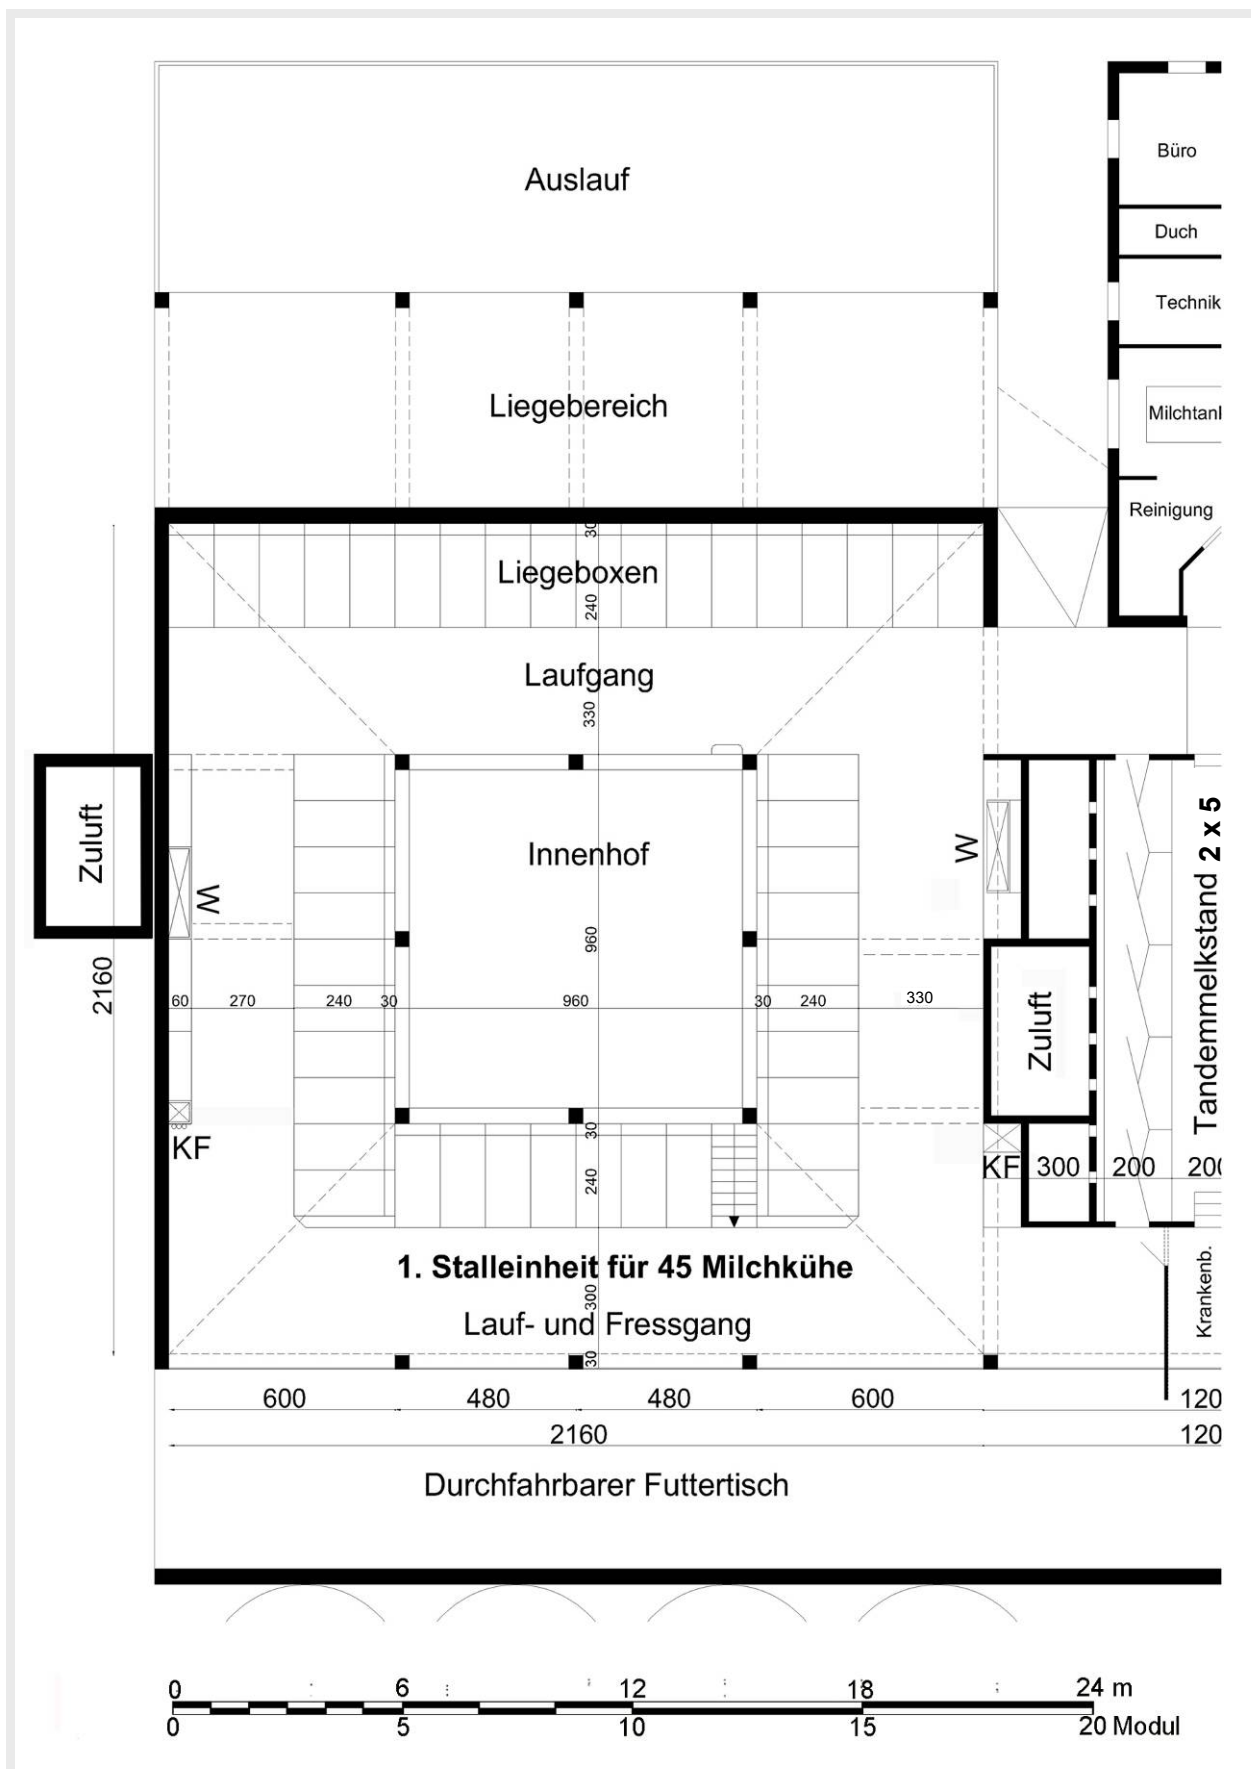 Auslauf
Büro
Duch
Technik
Liegebereich
Milchtank
Reinigung
30
Liegeboxen
240
Laufgang
330
Zuluft
W
Innenhof
W
Tandemmelkstand 2 x 5
960
2160
60 270 240 30 960 30 240 330
Zuluft
KF
30
240
KF 300 200 200
1. Stalleinheit für 45 Milchkühe
300
Lauf- und Fressgang
Krankenb.
30
600 480 480 600 120
2160 120
Durchfahrbarer Futtertisch
0 6 12 18 24 m
0 5 10 15 20 Modul